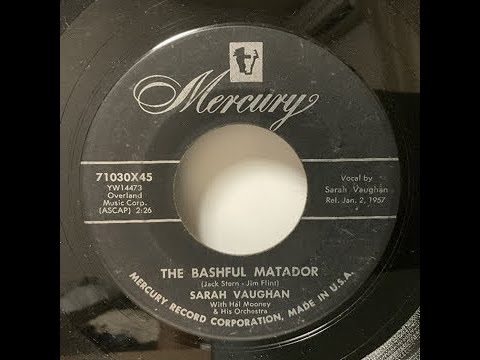 Mercury
71030X45
YW14473
Overland
Music Corp.
(ASCAP) 2:26
Vocal by
Sarah Vaughan
Rel. Jan. 2, 1957
THE BASHFUL MATADOR
(Jack Stern - Jim Flint)
SARAH VAUGHAN
With Hal Mooney
& His Orchestra
MERCURY RECORD CORPORATION, MADE IN U.S.A.